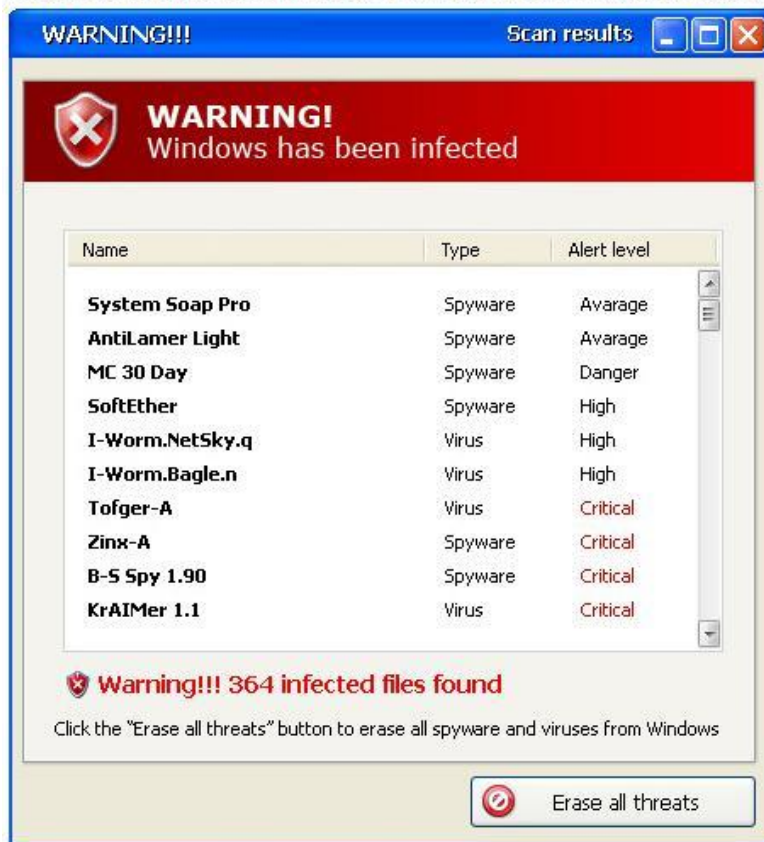 WARNING!!! Scan results
WARNING!
Windows has been infected
Name Type Alert level
System Soap Pro Spyware Avarage
AntiLamer Light Spyware Avarage
MC 30 Day Spyware Danger
SoftEther Spyware High
I-Worm.NetSky.q Virus High
I-Worm.Bagle.n Virus High
Tofger-A Virus Critical
Zinx-A Spyware Critical
B-S Spy 1.90 Spyware Critical
KrAIMer 1.1 Virus Critical
Warning!!! 364 infected files found
Click the "Erase all threats" button to erase all spyware and viruses from Windows
Erase all threats